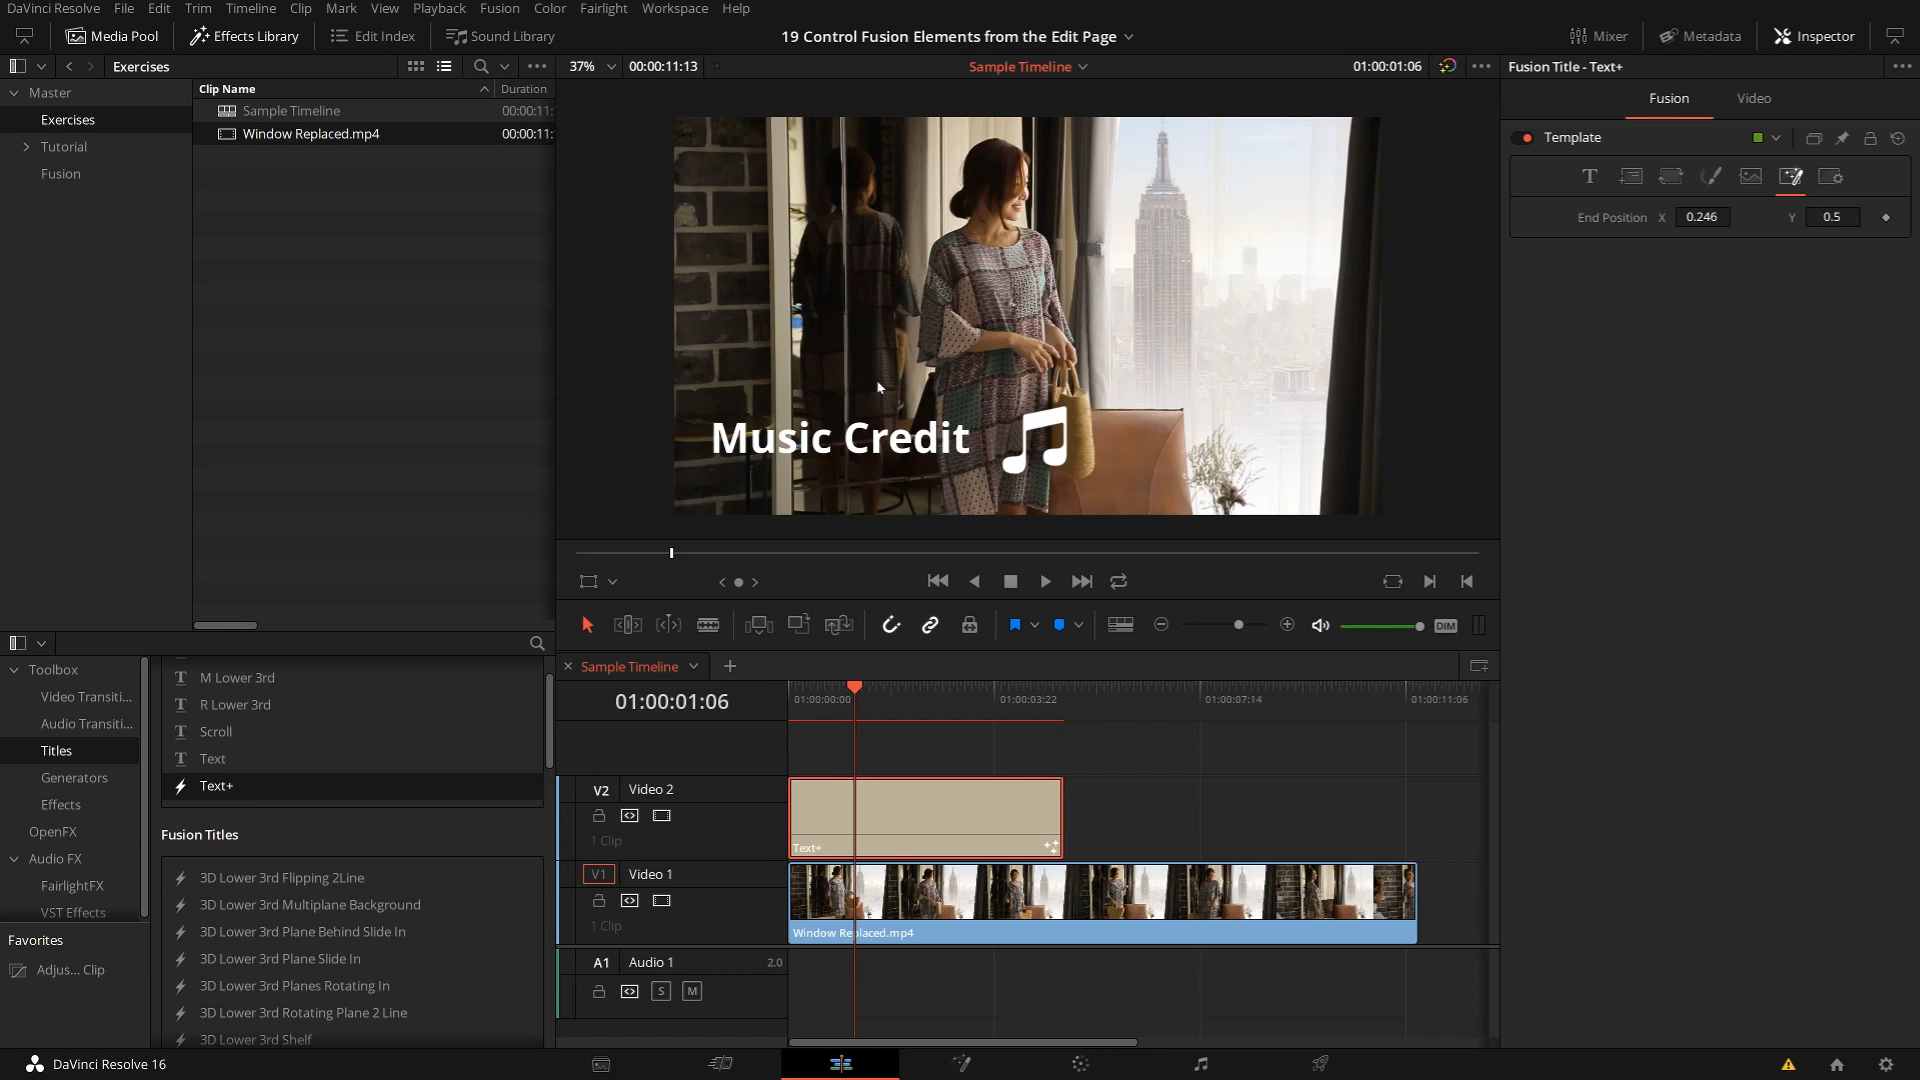 DaVinci Resolve File Edit Trim Timeline Clip Mark View Playback Fusion Color Fairlight Workspace Help
Media Pool Effects Library Edit Index Sound Library 19 Control Fusion Elements from the Edit Page Mixer Metadata Inspector
Exercises 37% 00:00:11:13 Sample Timeline 01:00:01:06 Fusion Title - Text+
Master Clip Name Duration
Exercises Sample Timeline 00:00:11:
Window Replaced.mp4 00:00:11:
Tutorial
Fusion
Fusion Video
Template
End Position X 0.246 Y 0.5
Music Credit
DIM
Sample Timeline
01:00:01:06
01:00:00:00 01:00:03:22 01:00:07:14 01:00:11:06
Toolbox
Video Transiti...
Audio Transiti...
Titles
Generators
Effects
OpenFX
Audio FX
FairlightFX
VST Effects
Favorites
Adjus... Clip
M Lower 3rd
R Lower 3rd
Scroll
Text
Text+
Fusion Titles
3D Lower 3rd Flipping 2Line
3D Lower 3rd Multiplane Background
3D Lower 3rd Plane Behind Slide In
3D Lower 3rd Plane Slide In
3D Lower 3rd Planes Rotating In
3D Lower 3rd Rotating Plane 2 Line
3D Lower 3rd Shelf
V2 Video 2
1 Clip
Text+
V1 Video 1
1 Clip
Window Replaced.mp4
A1 Audio 1 2.0
S M
DaVinci Resolve 16